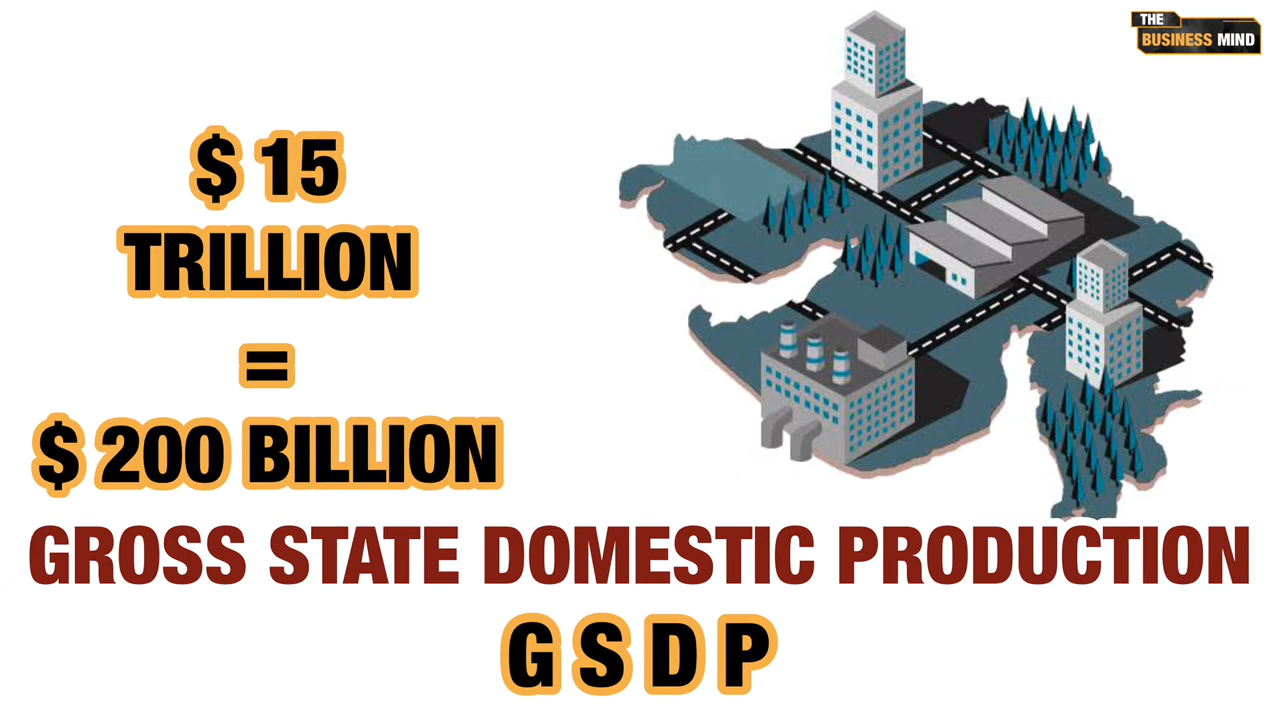 THE
BUSINESS MIND
$ 15
TRILLION
=
$ 200 BILLION
GROSS STATE DOMESTIC PRODUCTION
G S D P